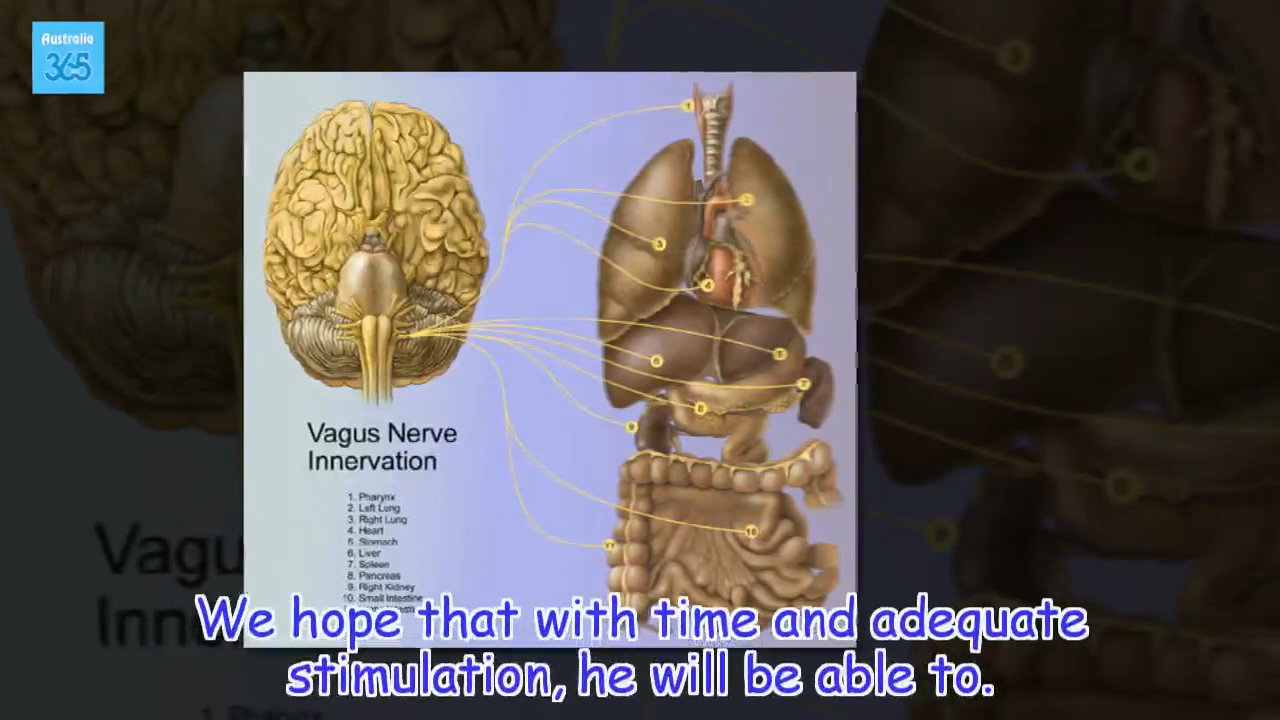 Australia
365
Vagus Nerve
Innervation
1. Pharynx
2. Left Lung
3. Right Lung
4. Heart
5. Stomach
6. Liver
7. Spleen
8. Pancreas
9. Right Kidney
10. Small Intestine
We hope that with time and adequate
stimulation, he will be able to.